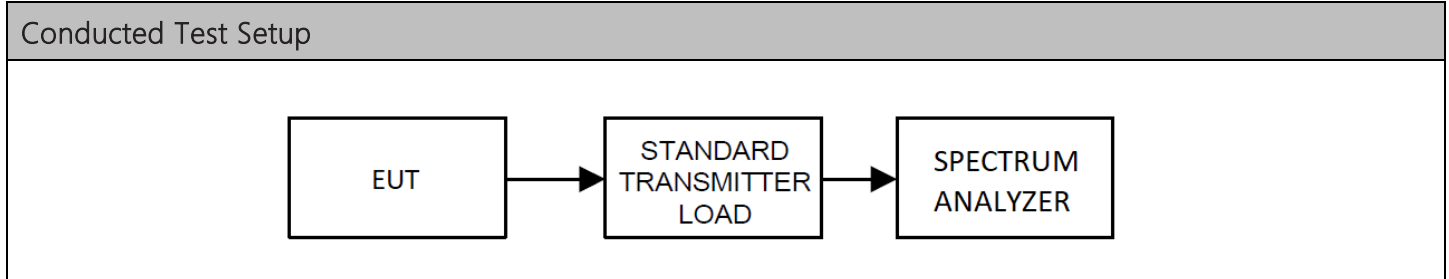 Conducted Test Setup
EUT
STANDARD
TRANSMITTER
LOAD
SPECTRUM
ANALYZER